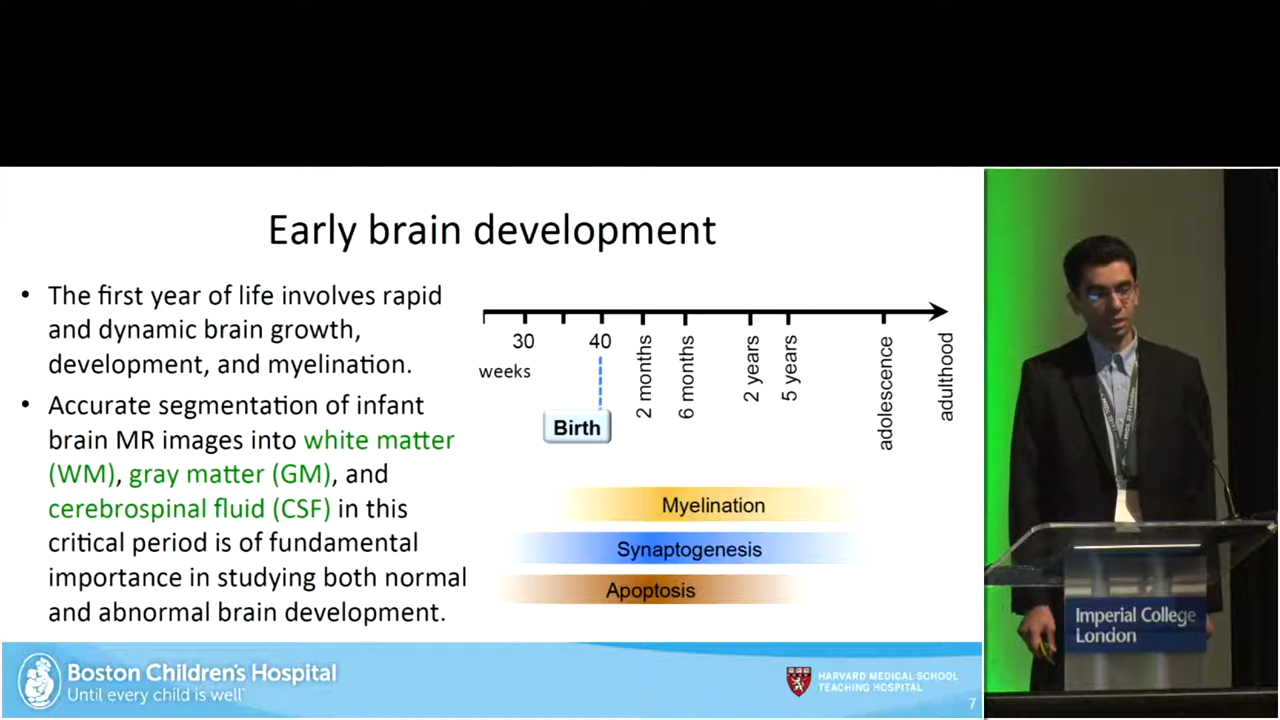 Early brain development
• The first year of life involves rapid
and dynamic brain growth,
development, and myelination.
• Accurate segmentation of infant
brain MR images into white matter
(WM), gray matter (GM), and
cerebrospinal fluid (CSF) in this
critical period is of fundamental
importance in studying both normal
and abnormal brain development.
30
40
weeks
2 months
6 months
2 years
5 years
adolescence
adulthood
Birth
Myelination
Synaptogenesis
Apoptosis
Boston Children's Hospital
Until every child is well
HARVARD MEDICAL SCHOOL
TEACHING HOSPITAL
7
Imperial College
London